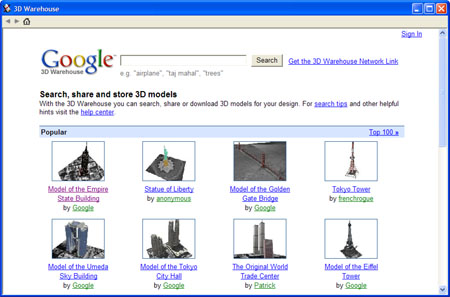 3D Warehouse
Sign In
Google™
3D Warehouse
Search
Get the 3D Warehouse Network Link
e.g. "airplane", "taj mahal", "trees"
Search, share and store 3D models
With the 3D Warehouse you can search, share or download 3D models for your design. For search tips and other helpful
hints visit the help center.
Popular
Top 100 »
Model of the Empire
State Building
by Google
Statue of Liberty
by anonymous
Model of the Golden
Gate Bridge
by Google
Tokyo Tower
by frenchrogue
Model of the Umeda
Sky Building
by Google
Model of the Tokyo
City Hall
by Google
The Original World
Trade Center
by Patrick
Model of the Eiffel
Tower
by Google